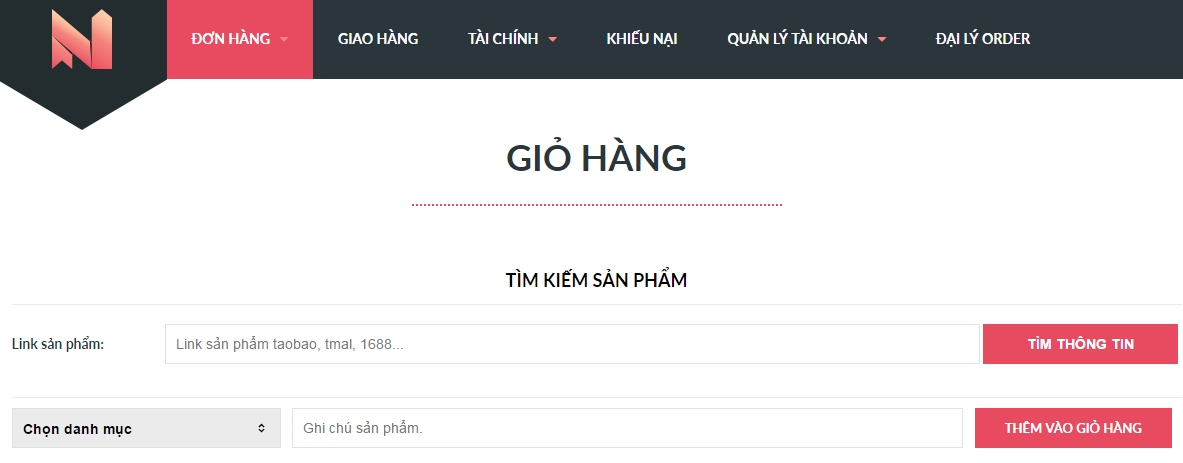 ĐƠN HÀNG GIAO HÀNG TÀI CHÍNH KHIẾU NẠI QUẢN LÝ TÀI KHOẢN ĐẠI LÝ ORDER
GIỎ HÀNG
TÌM KIẾM SẢN PHẨM
Link sản phẩm: Link sản phẩm taobao, tmal, 1688... TÌM THÔNG TIN
Chọn danh mục Ghi chú sản phẩm. THÊM VÀO GIỎ HÀNG